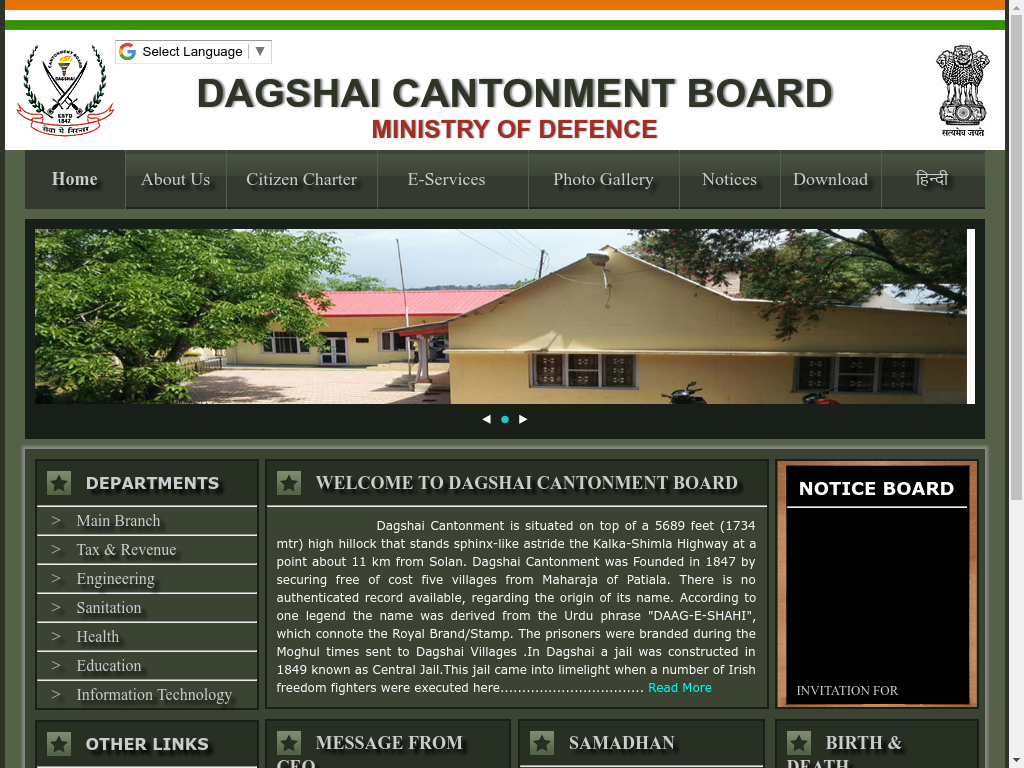 CANTONMENT BOARD
DAGSHAI
ESTD
1847
Select Language
▼
DAGSHAI CANTONMENT BOARD
MINISTRY OF DEFENCE
सत्यमेव जयते
Home
About Us
Citizen Charter
E-Services
Photo Gallery
Notices
Download
हिन्दी
DEPARTMENTS
> Main Branch
> Tax & Revenue
> Engineering
> Sanitation
> Health
> Education
> Information Technology
WELCOME TO DAGSHAI CANTONMENT BOARD
Dagshai Cantonment is situated on top of a 5689 feet (1734
mtr) high hillock that stands sphinx-like astride the Kalka-Shimla Highway at a
point about 11 km from Solan. Dagshai Cantonment was Founded in 1847 by
securing free of cost five villages from Maharaja of Patiala. There is no
authenticated record available, regarding the origin of its name. According to
one legend the name was derived from the Urdu phrase "DAAG-E-SHAHI",
which connote the Royal Brand/Stamp. The prisoners were branded during the
Moghul times sent to Dagshai Villages .In Dagshai a jail was constructed in
1849 known as Central Jail.This jail came into limelight when a number of Irish
freedom fighters were executed here................................. Read More
NOTICE BOARD
INVITATION FOR
OTHER LINKS
MESSAGE FROM
CEO
SAMADHAN
BIRTH &
DEATH